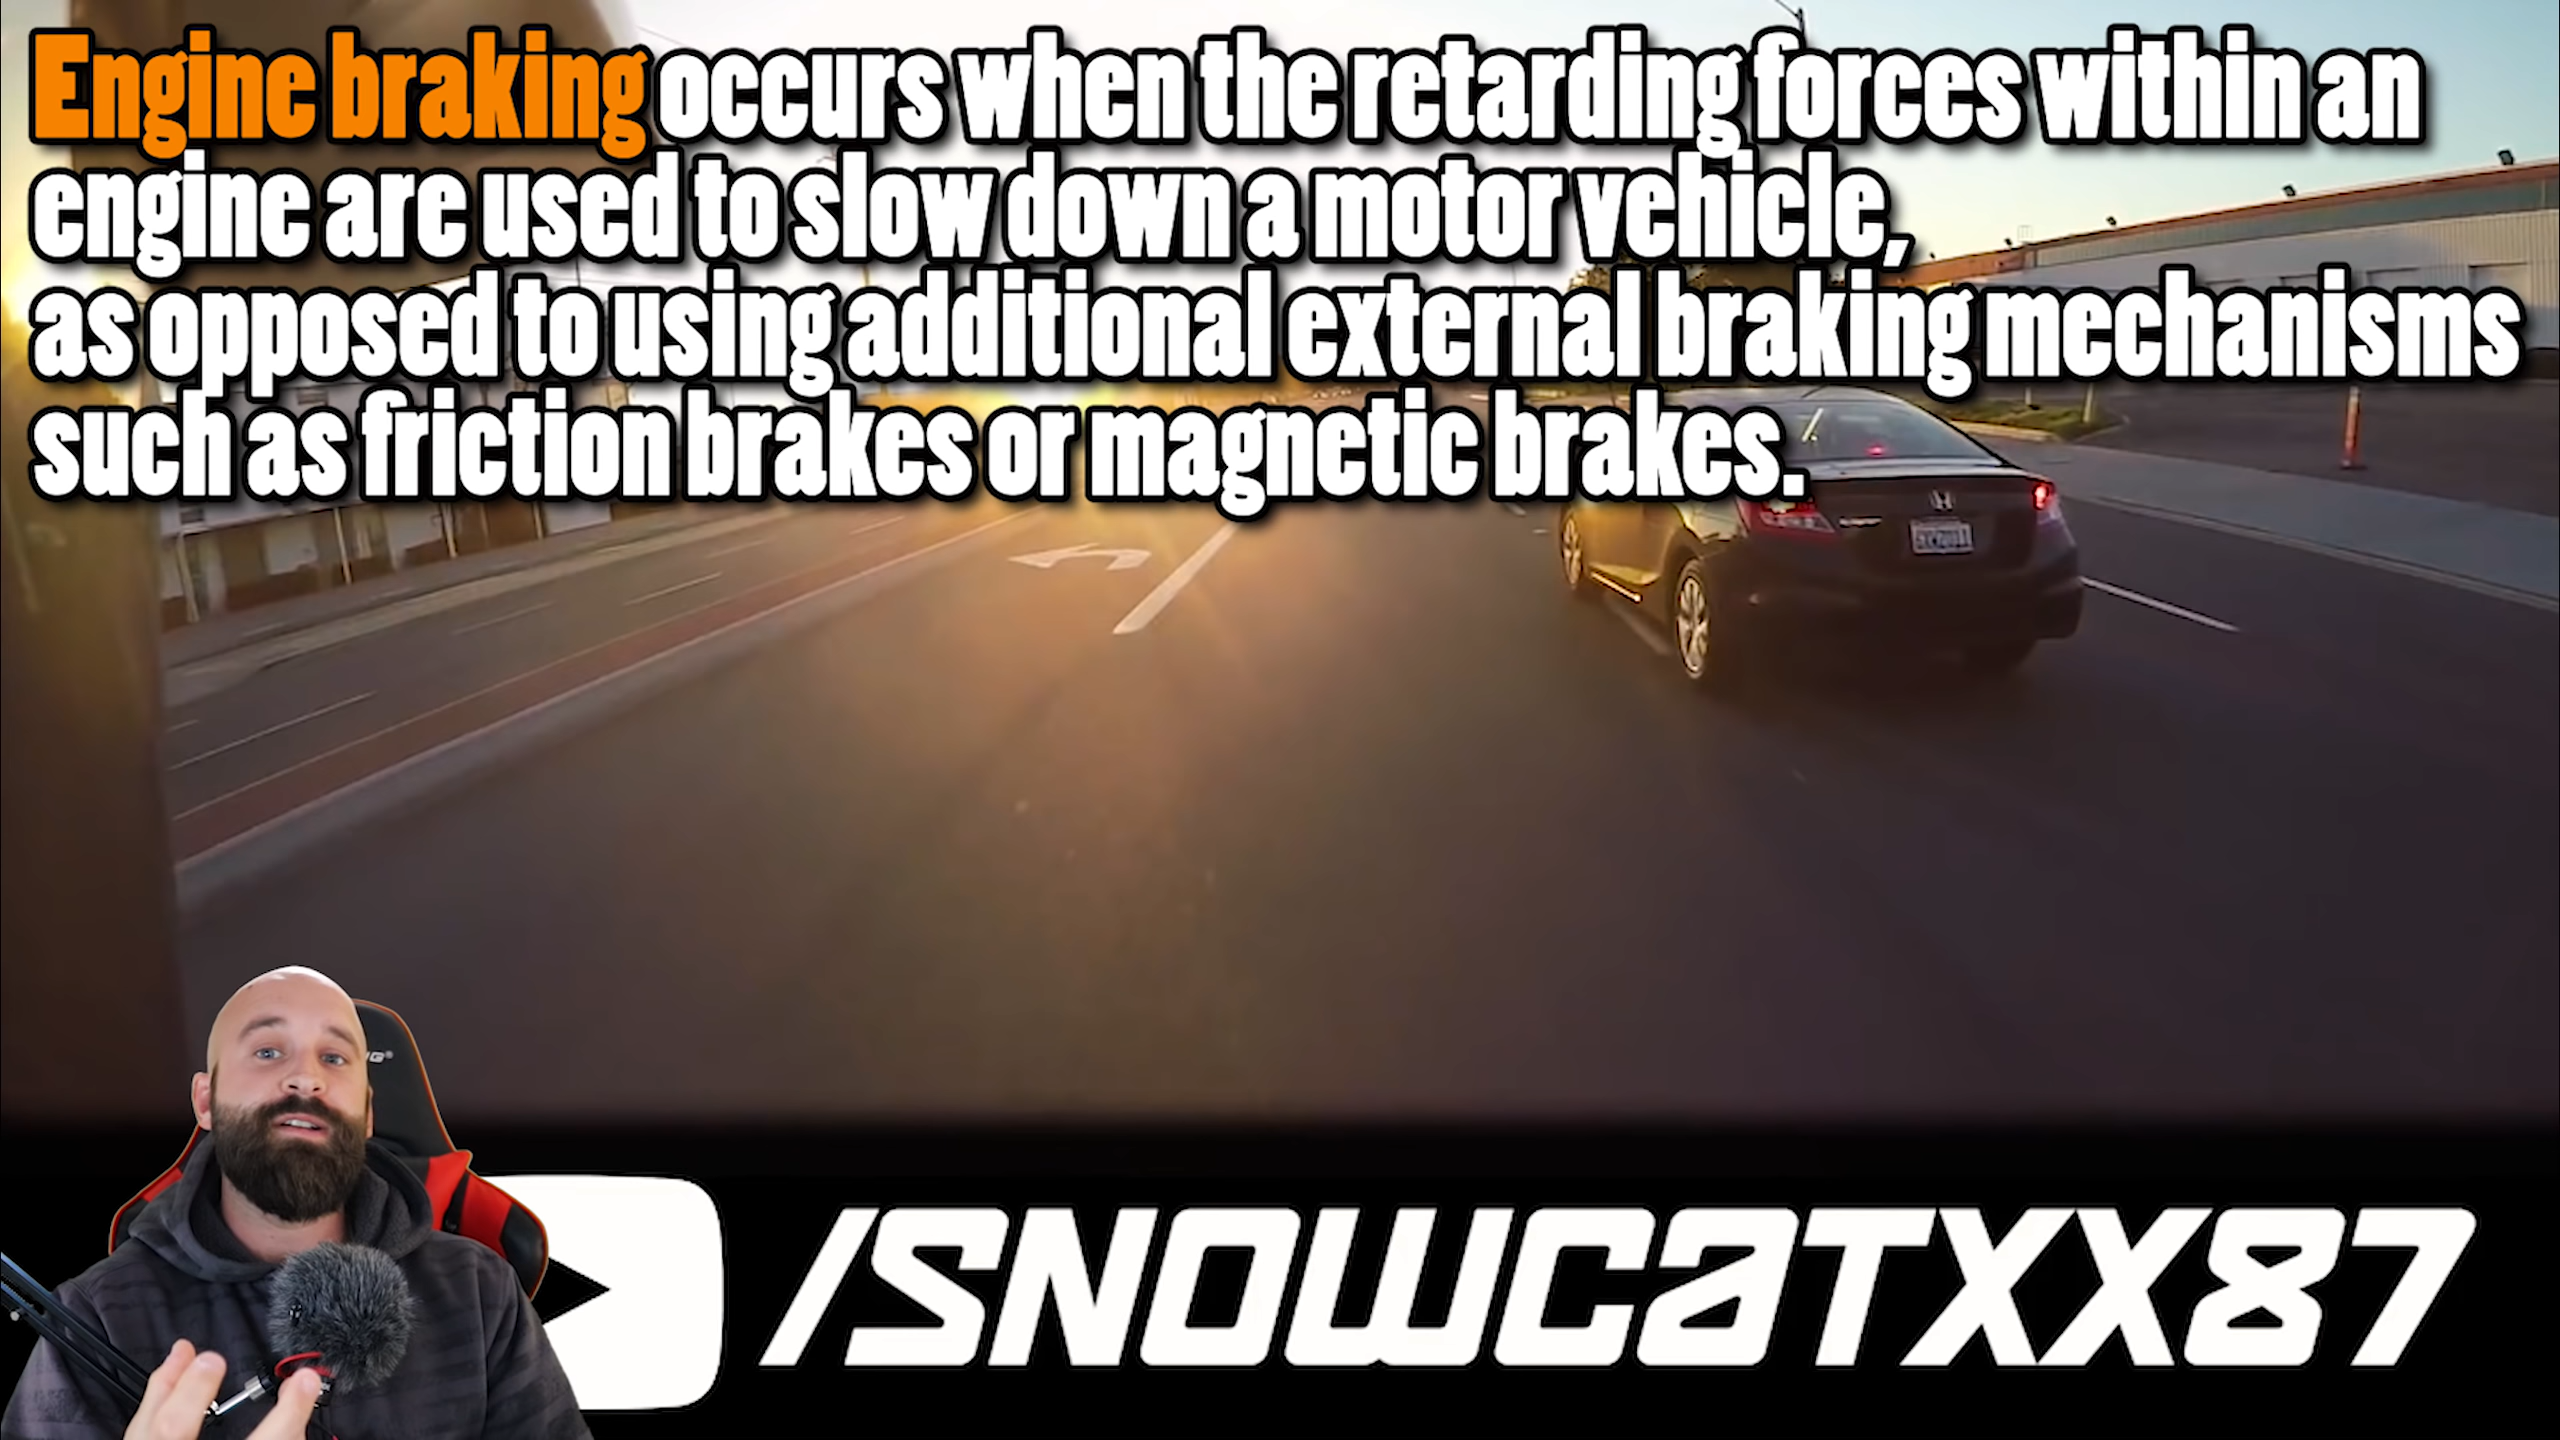 Engine braking occurs when the retarding forces within an
engine are used to slow down a motor vehicle,
as opposed to using additional external braking mechanisms
such as friction brakes or magnetic brakes.
/SNOWCATXX87